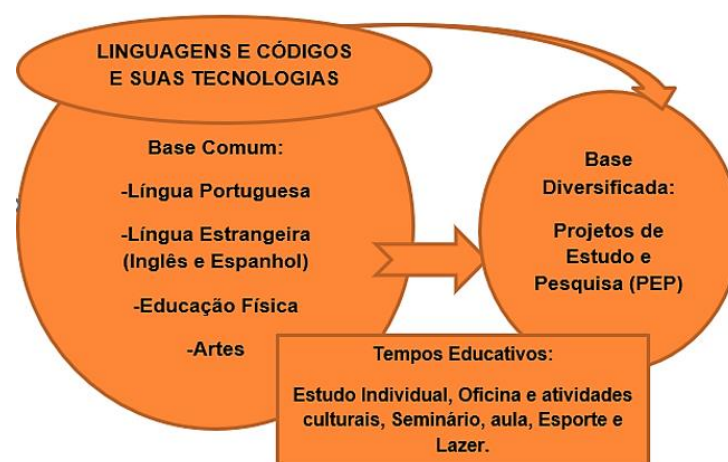 LINGUAGENS E CÓDIGOS
E SUAS TECNOLOGIAS
Base Comum:
-Língua Portuguesa
-Língua Estrangeira
(Inglês e Espanhol)
-Educação Física
-Artes
Base
Diversificada:
Projetos de
Estudo e
Pesquisa (PEP)
Tempos Educativos:
Estudo Individual, Oficina e atividades
culturais, Seminário, aula, Esporte e
Lazer.